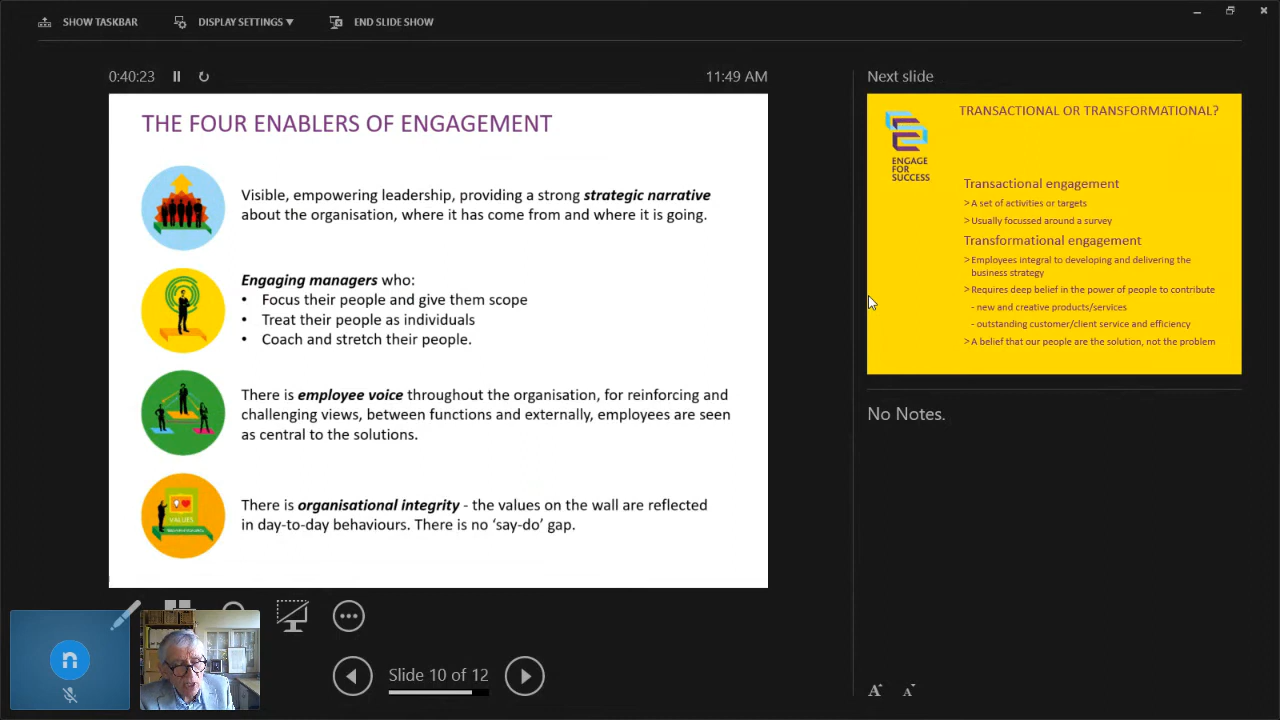 SHOW TASKBAR
DISPLAY SETTINGS
END SLIDE SHOW
0:40:23
11:49 AM
THE FOUR ENABLERS OF ENGAGEMENT
Visible, empowering leadership, providing a strong strategic narrative
about the organisation, where it has come from and where it is going.
Engaging managers who:
• Focus their people and give them scope
• Treat their people as individuals
• Coach and stretch their people.
There is employee voice throughout the organisation, for reinforcing and
challenging views, between functions and externally, employees are seen
as central to the solutions.
VALUES
There is organisational integrity - the values on the wall are reflected
in day-to-day behaviours. There is no ‘say-do’ gap.
Next slide
TRANSACTIONAL OR TRANSFORMATIONAL?
ENGAGE
FOR
SUCCESS
Transactional engagement
> A set of activities or targets
> Usually focussed around a survey
Transformational engagement
> Employees integral to developing and delivering the
business strategy
> Requires deep belief in the power of people to contribute
- new and creative products/services
- outstanding customer/client service and efficiency
> A belief that our people are the solution, not the problem
No Notes.
n
Slide 10 of 12
A A